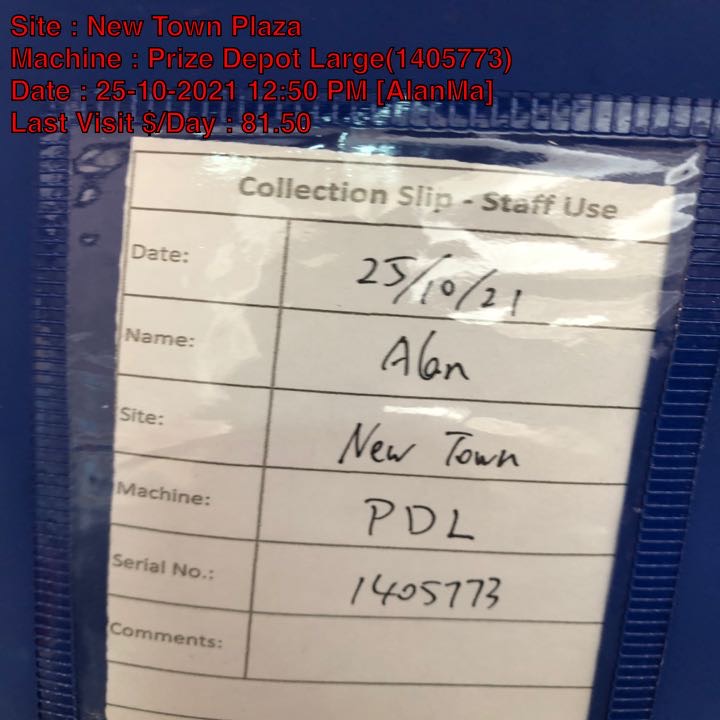 Site : New Town Plaza
Machine : Prize Depot Large(1405773)
Date : 25-10-2021 12:50 PM [AlanMa]
Last Visit $/Day : 81.50
Collection Slip - Staff Use
Date: 25/10/21
Name: Alan
Site: New Town
Machine: PDL
Serial No.: 1405773
Comments: